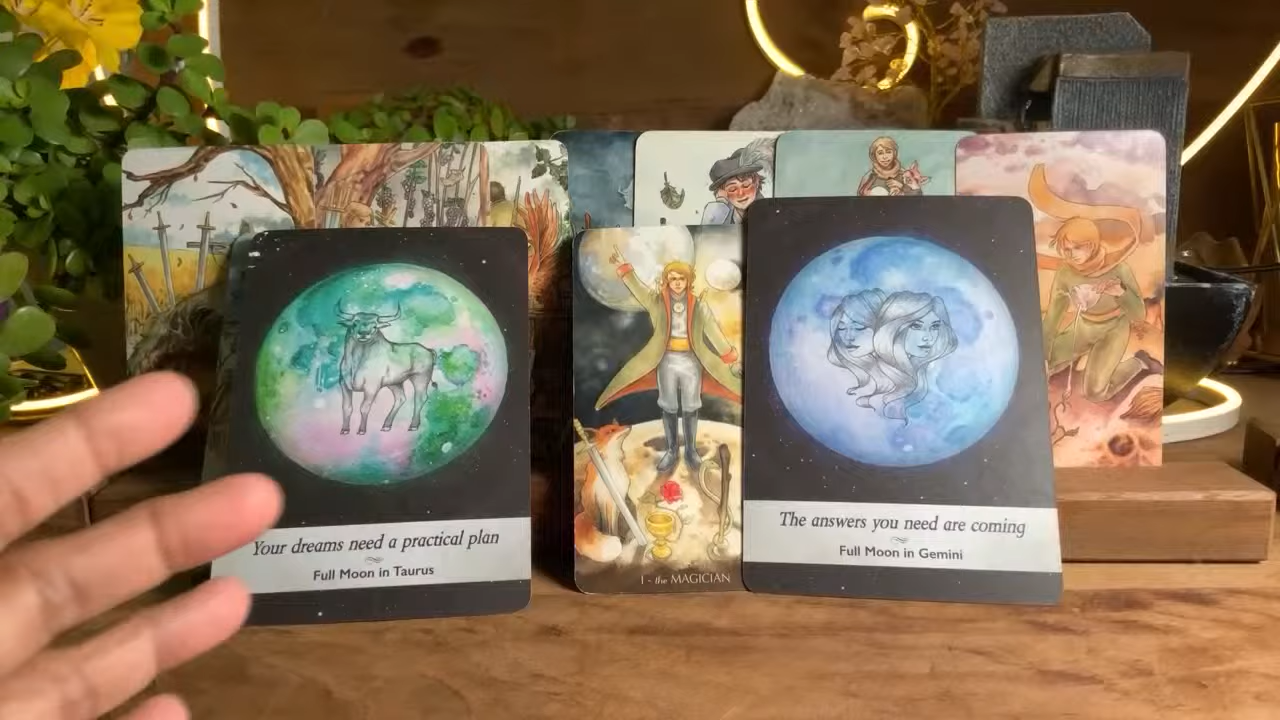 Your dreams need a practical plan
Full Moon in Taurus
I - the MAGICIAN
The answers you need are coming
Full Moon in Gemini